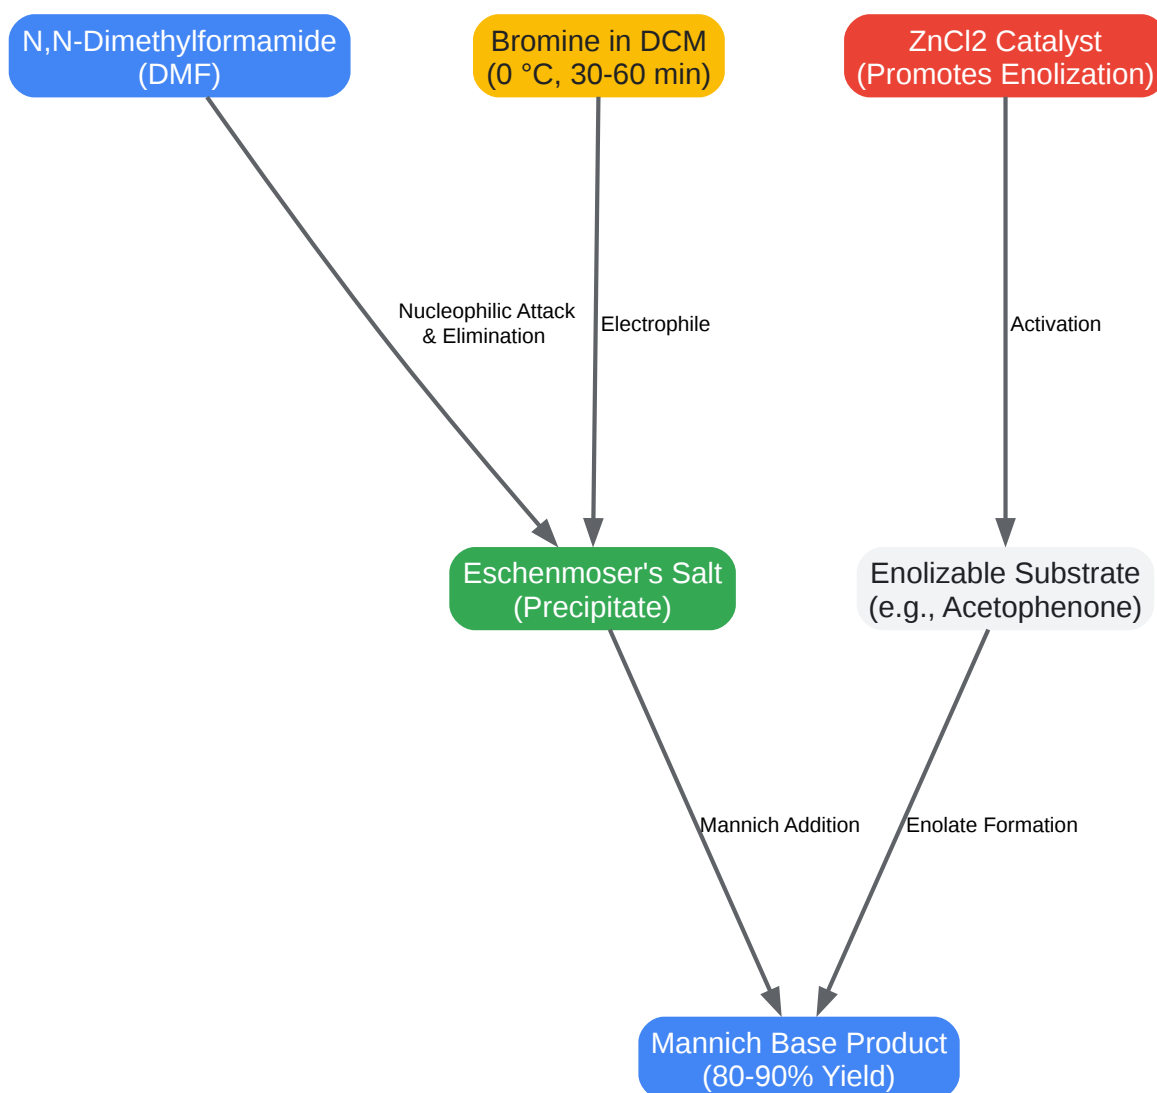 N,N-Dimethylformamide
(DMF)
Bromine in DCM
(0 °C, 30-60 min)
ZnCl2 Catalyst
(Promotes Enolization)
Nucleophilic Attack
& Elimination
Electrophile
Activation
Eschenmoser's Salt
(Precipitate)
Enolizable Substrate
(e.g., Acetophenone)
Mannich Addition
Enolate Formation
Mannich Base Product
(80-90% Yield)